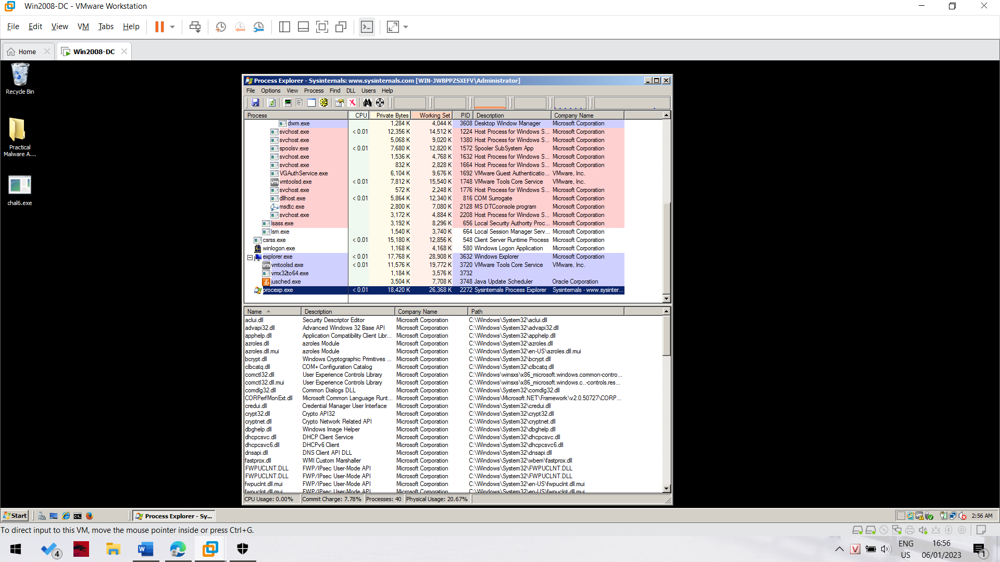 Win2008-DC - VMware Workstation
File Edit View VM Tabs Help
Home Win2008-DC
Recycle Bin
Practical
Malware A...
chal6.exe
Process Explorer - Sysinternals: www.sysinternals.com [WIN-JWBPPZSXEFV\Administrator]
File Options View Process Find DLL Users Help
Process CPU Private Bytes Working Set PID Description Company Name
dwm.exe 1,284 K 4,044 K 3608 Desktop Window Manager Microsoft Corporation
svchost.exe < 0.01 12,356 K 14,512 K 1224 Host Process for Windows S... Microsoft Corporation
svchost.exe 5,068 K 9,020 K 1380 Host Process for Windows S... Microsoft Corporation
spoolsv.exe < 0.01 7,680 K 12,820 K 1572 Spooler SubSystem App Microsoft Corporation
svchost.exe 1,536 K 4,768 K 1632 Host Process for Windows S... Microsoft Corporation
svchost.exe 832 K 2,828 K 1664 Host Process for Windows S... Microsoft Corporation
VGAuthService.exe 6,104 K 9,676 K 1692 VMware Guest Authenticatio... VMware, Inc.
vmtoolsd.exe < 0.01 7,812 K 15,540 K 1748 VMware Tools Core Service VMware, Inc.
svchost.exe 572 K 2,248 K 1776 Host Process for Windows S... Microsoft Corporation
dllhost.exe < 0.01 5,864 K 12,340 K 816 COM Surrogate Microsoft Corporation
msdtc.exe 2,800 K 7,080 K 2128 MS DTCconsole program Microsoft Corporation
svchost.exe 3,172 K 4,884 K 2208 Host Process for Windows S... Microsoft Corporation
lsass.exe 3,192 K 8,296 K 656 Local Security Authority Proc... Microsoft Corporation
lsm.exe 1,540 K 3,740 K 664 Local Session Manager Serv... Microsoft Corporation
csrss.exe < 0.01 15,180 K 12,856 K 548 Client Server Runtime Process Microsoft Corporation
winlogon.exe 1,168 K 4,168 K 580 Windows Logon Application Microsoft Corporation
explorer.exe < 0.01 17,768 K 28,908 K 3632 Windows Explorer Microsoft Corporation
vmtoolsd.exe < 0.01 11,576 K 19,772 K 3720 VMware Tools Core Service VMware, Inc.
vmx32to64.exe 1,184 K 3,576 K 3732
jusched.exe 3,504 K 7,708 K 3748 Java Update Scheduler Oracle Corporation
procexp.exe < 0.01 18,420 K 26,368 K 2272 Sysinternals Process Explorer Sysinternals - www.sysinter...
Name Description Company Name Path
aclui.dll Security Descriptor Editor Microsoft Corporation C:\Windows\System32\aclui.dll
advapi32.dll Advanced Windows 32 Base API Microsoft Corporation C:\Windows\System32\advapi32.dll
apphelp.dll Application Compatibility Client Libr... Microsoft Corporation C:\Windows\System32\apphelp.dll
azroles.dll azroles Module Microsoft Corporation C:\Windows\System32\azroles.dll
azroles.dll.mui azroles Module Microsoft Corporation C:\Windows\System32\en-US\azroles.dll.mui
bcrypt.dll Windows Cryptographic Primitives ... Microsoft Corporation C:\Windows\System32\bcrypt.dll
clbcatq.dll COM+ Configuration Catalog Microsoft Corporation C:\Windows\System32\clbcatq.dll
comctl32.dll User Experience Controls Library Microsoft Corporation C:\Windows\winsxs\x86_microsoft.windows.common-contro...
comctl32.dll.mui User Experience Controls Library Microsoft Corporation C:\Windows\winsxs\x86_microsoft.windows.c..-controls.res...
comdlg32.dll Common Dialogs DLL Microsoft Corporation C:\Windows\System32\comdlg32.dll
CORPerfMonExt.dll Microsoft Common Language Runt... Microsoft Corporation C:\Windows\Microsoft.NET\Framework\v2.0.50727\CORP...
credui.dll Credential Manager User Interface Microsoft Corporation C:\Windows\System32\credui.dll
crypt32.dll Crypto API32 Microsoft Corporation C:\Windows\System32\crypt32.dll
cryptnet.dll Crypto Network Related API Microsoft Corporation C:\Windows\System32\cryptnet.dll
dbghelp.dll Windows Image Helper Microsoft Corporation C:\Windows\System32\dbghelp.dll
dhcpcsvc.dll DHCP Client Service Microsoft Corporation C:\Windows\System32\dhcpcsvc.dll
dhcpcsvc6.dll DHCPv6 Client Microsoft Corporation C:\Windows\System32\dhcpcsvc6.dll
dnsapi.dll DNS Client API DLL Microsoft Corporation C:\Windows\System32\dnsapi.dll
fastprox.dll WMI Custom Marshaller Microsoft Corporation C:\Windows\System32\wbem\fastprox.dll
FWPUCLNT.DLL FWP/IPsec User-Mode API Microsoft Corporation C:\Windows\System32\FWPUCLNT.DLL
FWPUCLNT.DLL FWP/IPsec User-Mode API Microsoft Corporation C:\Windows\System32\FWPUCLNT.DLL
fwpuclnt.dll.mui FWP/IPsec User-Mode API Microsoft Corporation C:\Windows\System32\en-US\fwpuclnt.dll.mui
fwpuclnt.dll.mui FWP/IPsec User-Mode API Microsoft Corporation C:\Windows\System32\en-US\fwpuclnt.dll.mui
CPU Usage: 0.00% Commit Charge: 7.78% Processes: 40 Physical Usage: 20.67%
Start Process Explorer - Sy... 2:56 AM
To direct input to this VM, move the mouse pointer inside or press Ctrl+G.
4 ENG 16:56
US 06/01/2023 1